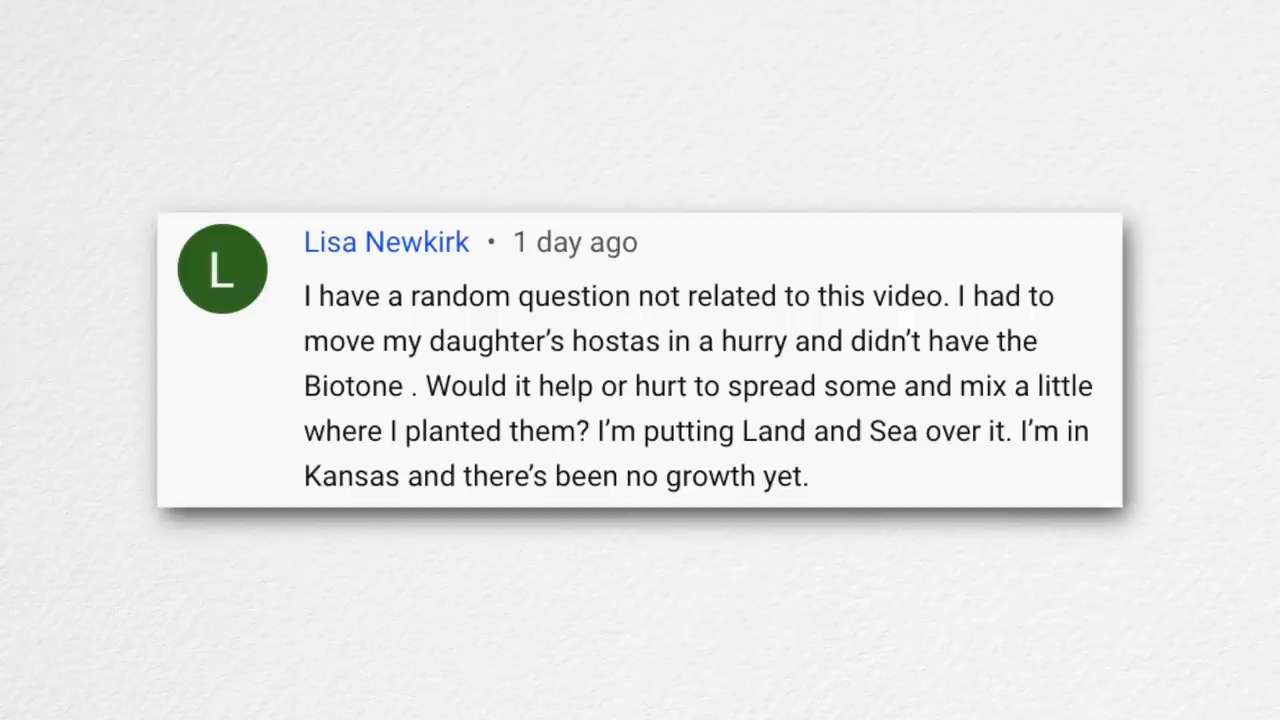 L
Lisa Newkirk • 1 day ago
I have a random question not related to this video. I had to
move my daughter’s hostas in a hurry and didn’t have the
Biotone . Would it help or hurt to spread some and mix a little
where I planted them? I’m putting Land and Sea over it. I’m in
Kansas and there’s been no growth yet.